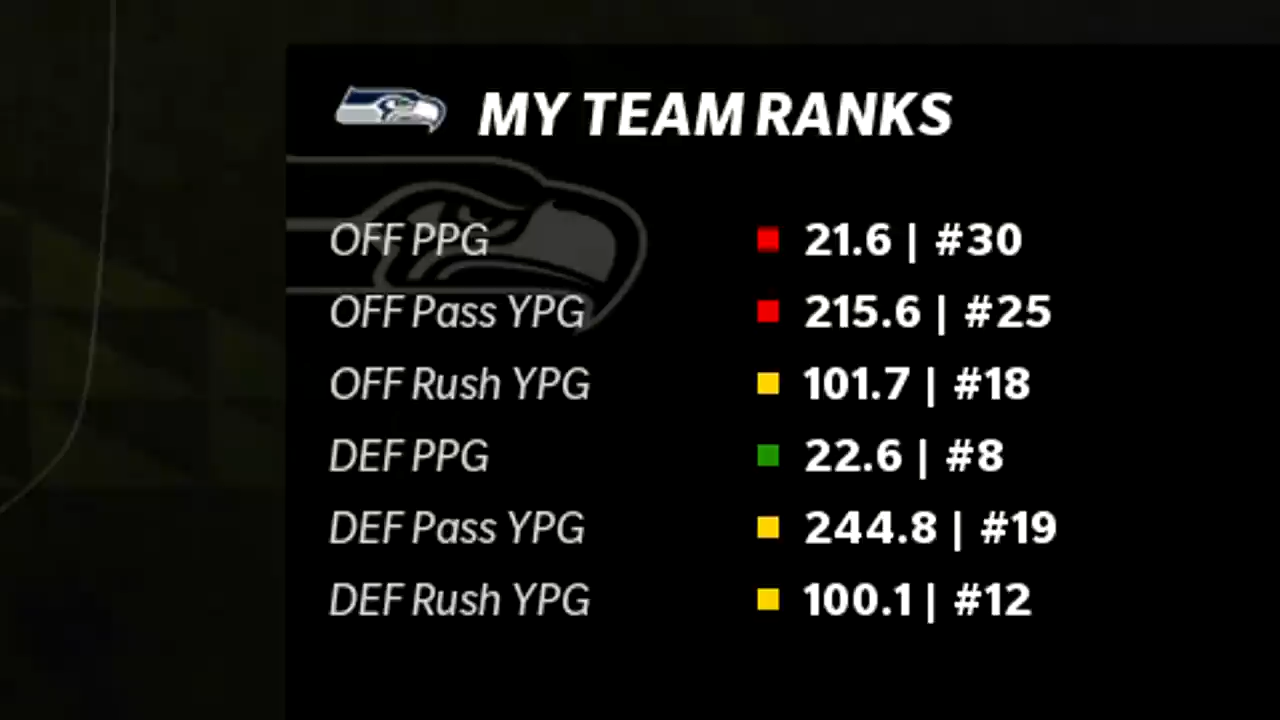 MY TEAM RANKS
OFF PPG 21.6 | #30
OFF Pass YPG 215.6 | #25
OFF Rush YPG 101.7 | #18
DEF PPG 22.6 | #8
DEF Pass YPG 244.8 | #19
DEF Rush YPG 100.1 | #12